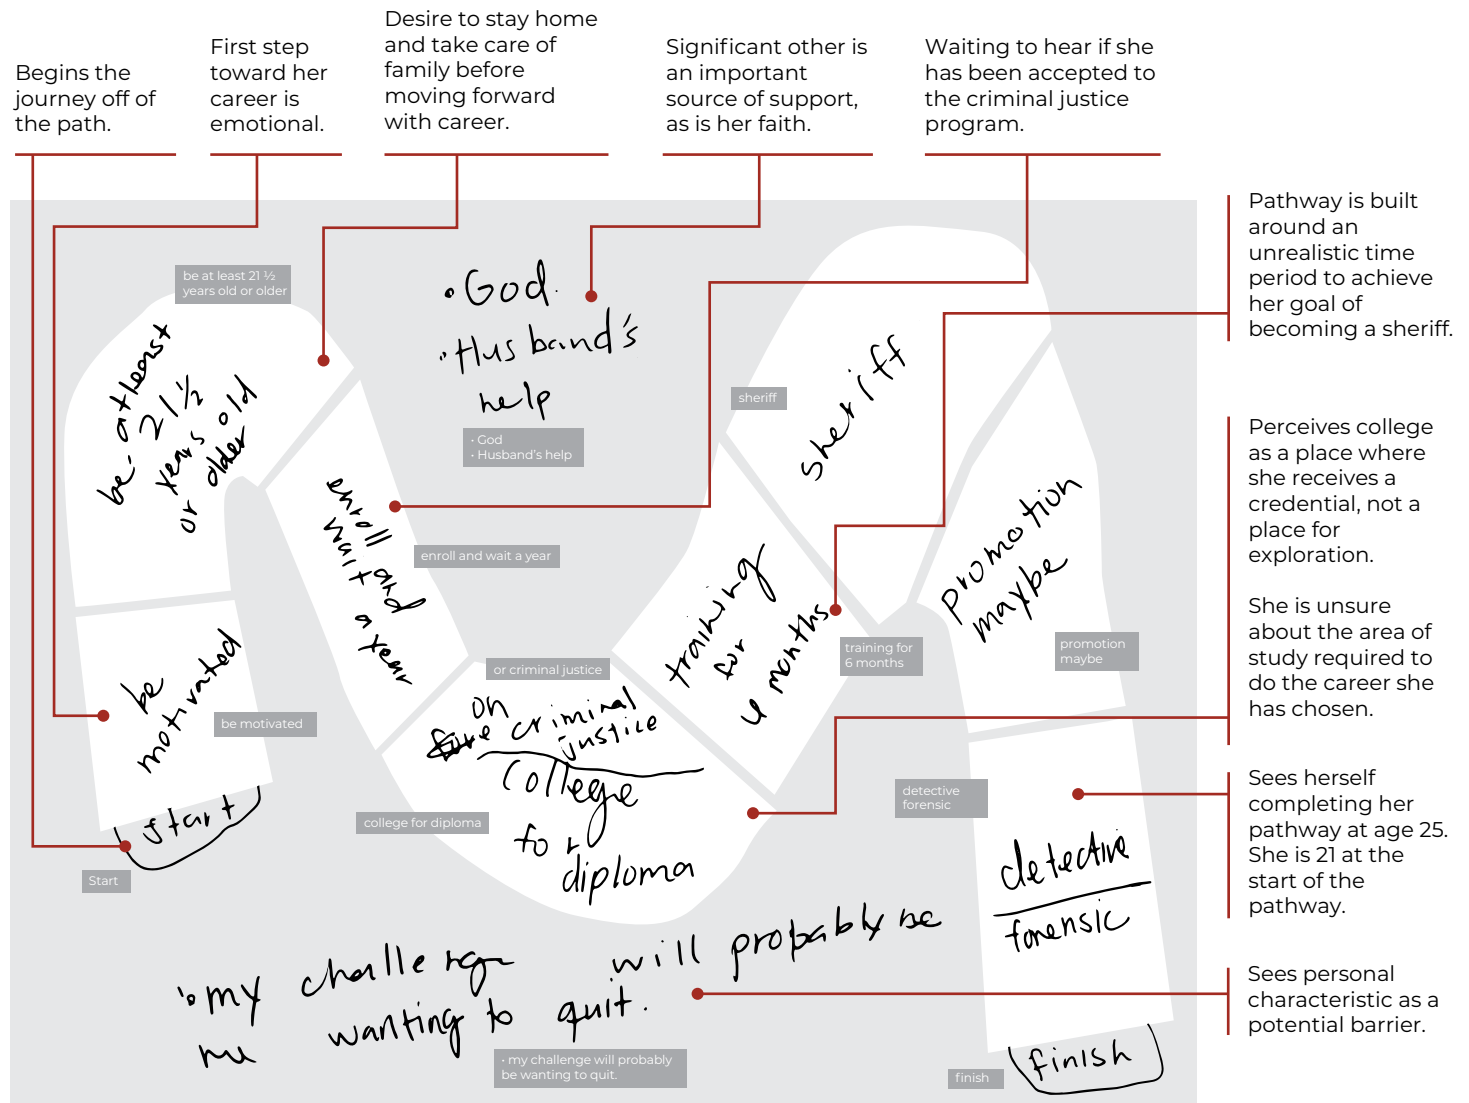 Begins the
journey off of
the path.
First step
toward her
career is
emotional.
Desire to stay home
and take care of
family before
moving forward
with career.
Significant other is
an important
source of support,
as is her faith.
Waiting to hear if she
has been accepted to
the criminal justice
program.
Pathway is built
around an
unrealistic time
period to achieve
her goal of
becoming a sheriff.
Perceives college
as a place where
she receives a
credential, not a
place for
exploration.
She is unsure
about the area of
study required to
do the career she
has chosen.
Sees herself
completing her
pathway at age 25.
She is 21 at the
start of the
pathway.
Sees personal
characteristic as a
potential barrier.
start
Start
be
motivated
be motivated
be at least
21 ½
years old
or older
be at least 21 ½
years old or older
• God.
• Husband's
help
• God
• Husband's help
enroll and
wait a year
enroll and wait a year
or criminal justice
on
criminal
justice
College
for
diploma
college for diploma
training
for
4 months
training for
6 months
sheriff
sheriff
promotion
maybe
promotion
maybe
detective
forensic
detective
forensic
• my challenge will probably be
me wanting to quit.
• my challenge will probably
be wanting to quit.
finish
finish